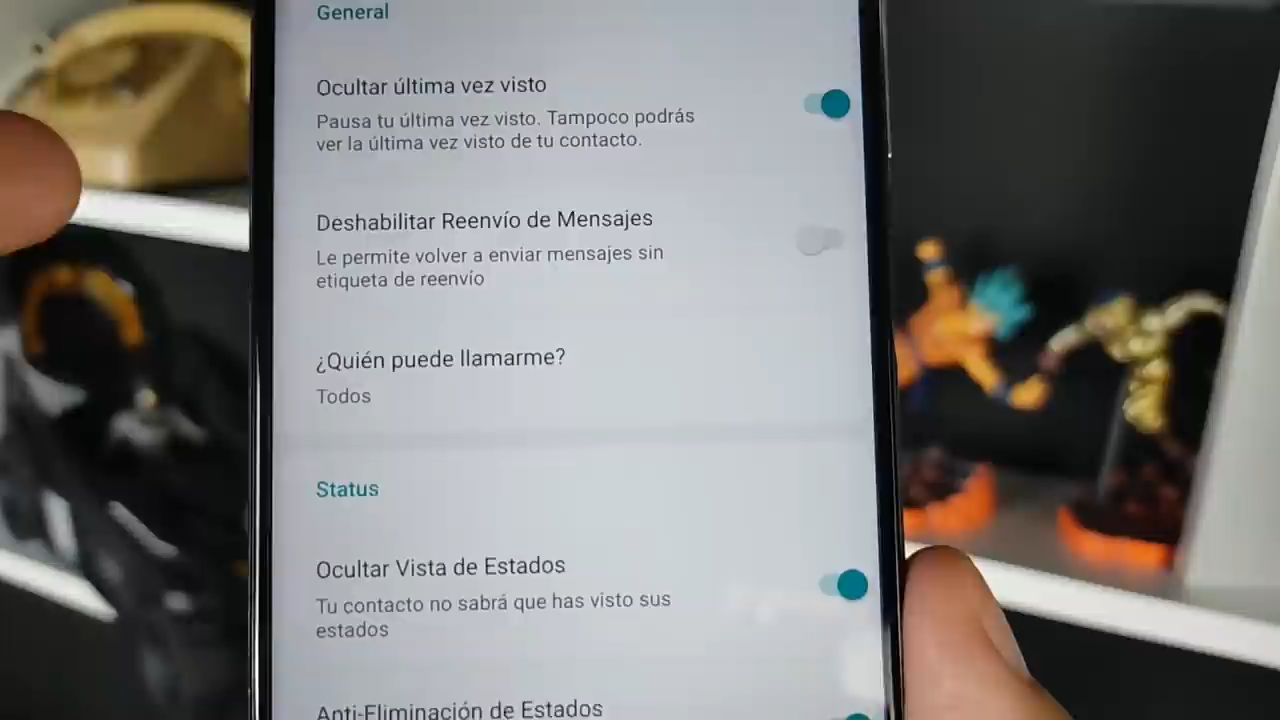 General
Ocultar última vez visto
Pausa tu última vez visto. Tampoco podrás
ver la última vez visto de tu contacto.
Deshabilitar Reenvío de Mensajes
Le permite volver a enviar mensajes sin
etiqueta de reenvío
¿Quién puede llamarme?
Todos
Status
Ocultar Vista de Estados
Tu contacto no sabrá que has visto sus
estados
Anti-Eliminación de Estados